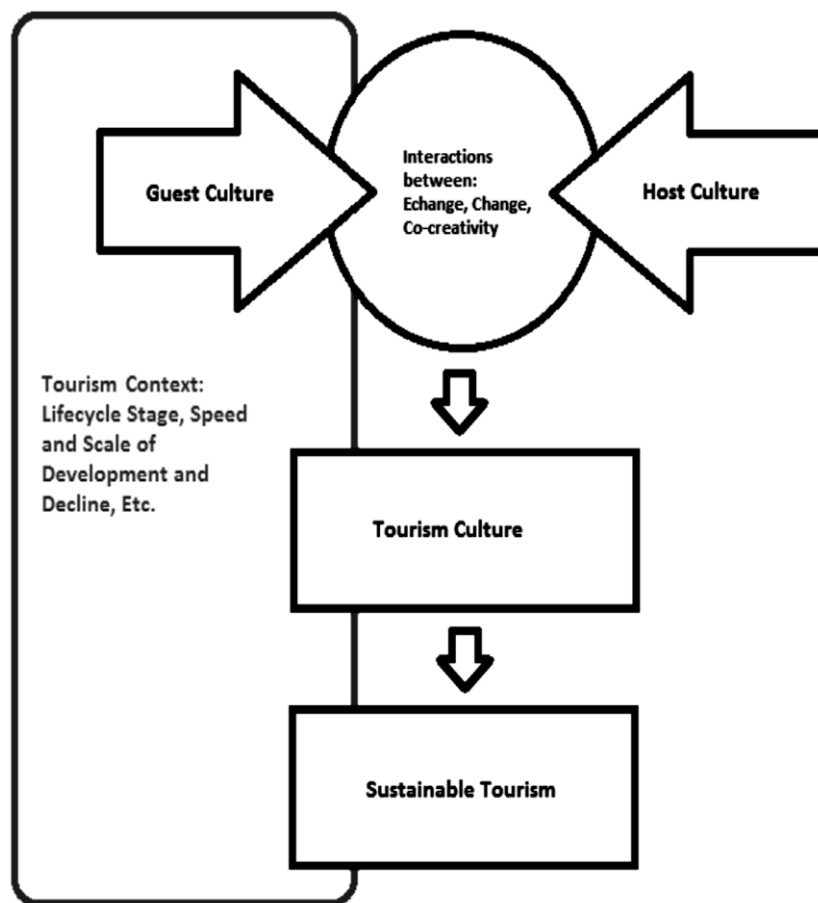 Guest Culture
Interactions
between:
Echange, Change,
Co-creativity
Host Culture
Tourism Context:
Lifecycle Stage, Speed
and Scale of
Development and
Decline, Etc.
Tourism Culture
Sustainable Tourism